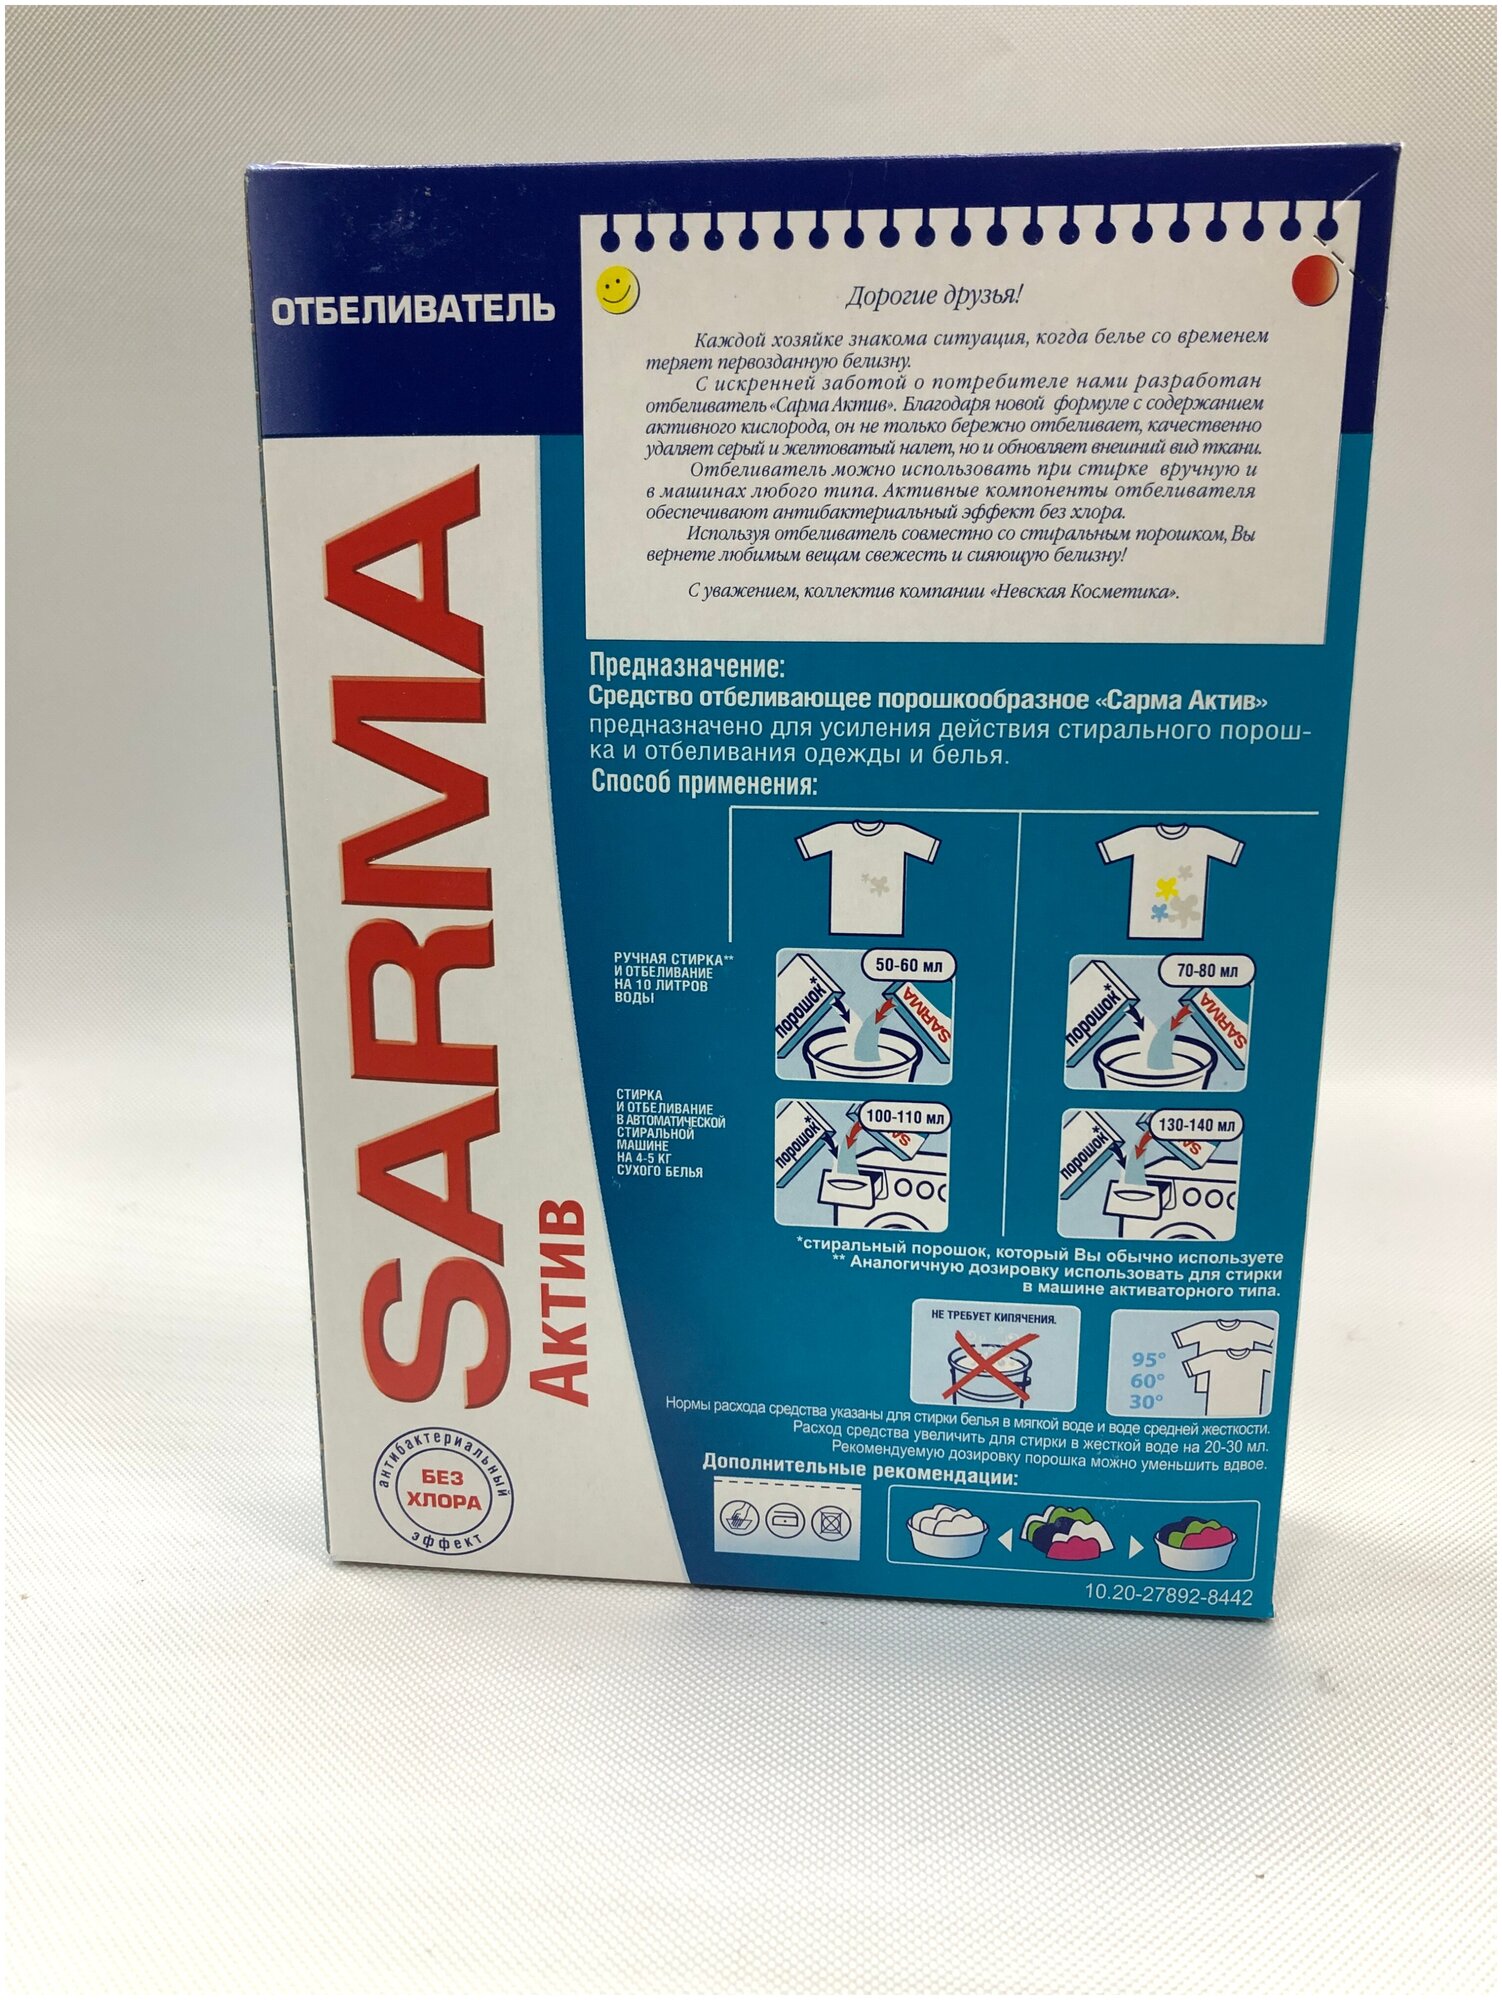 ОТБЕЛИВАТЕЛЬ
SARMA
Актив
антибактериальный
БЕЗ
ХЛОРА
эффект
Дорогие друзья!
Каждой хозяйке знакома ситуация, когда белье со временем
теряет первозданную белизну.
С искренней заботой о потребителе нами разработан
отбеливатель «Сарма Актив». Благодаря новой формуле с содержанием
активного кислорода, он не только бережно отбеливает, качественно
удаляет серый и желтоватый налет, но и обновляет внешний вид ткани.
Отбеливатель можно использовать при стирке вручную и
в машинах любого типа. Активные компоненты отбеливателя
обеспечивают антибактериальный эффект без хлора.
Используя отбеливатель совместно со стиральным порошком, Вы
вернете любимым вещам свежесть и сияющую белизну!
С уважением, коллектив компании «Невская Косметика».
Предназначение:
Средство отбеливающее порошкообразное «Сарма Актив»
предназначено для усиления действия стирального порош-
ка и отбеливания одежды и белья.
Способ применения:
РУЧНАЯ СТИРКА**
И ОТБЕЛИВАНИЕ
НА 10 ЛИТРОВ
ВОДЫ
50-60 мл
порошок*
SARMA
70-80 мл
порошок*
SARMA
СТИРКА
И ОТБЕЛИВАНИЕ
В АВТОМАТИЧЕСКОЙ
СТИРАЛЬНОЙ
МАШИНЕ
НА 4-5 КГ
СУХОГО БЕЛЬЯ
100-110 мл
порошок*
130-140 мл
порошок*
*стиральный порошок, который Вы обычно используете
** Аналогичную дозировку использовать для стирки
в машине активаторного типа.
НЕ ТРЕБУЕТ КИПЯЧЕНИЯ.
95°
60°
30°
Нормы расхода средства указаны для стирки белья в мягкой воде и воде средней жесткости.
Расход средства увеличить для стирки в жесткой воде на 20-30 мл.
Рекомендуемую дозировку порошка можно уменьшить вдвое.
Дополнительные рекомендации:
10.20-27892-8442